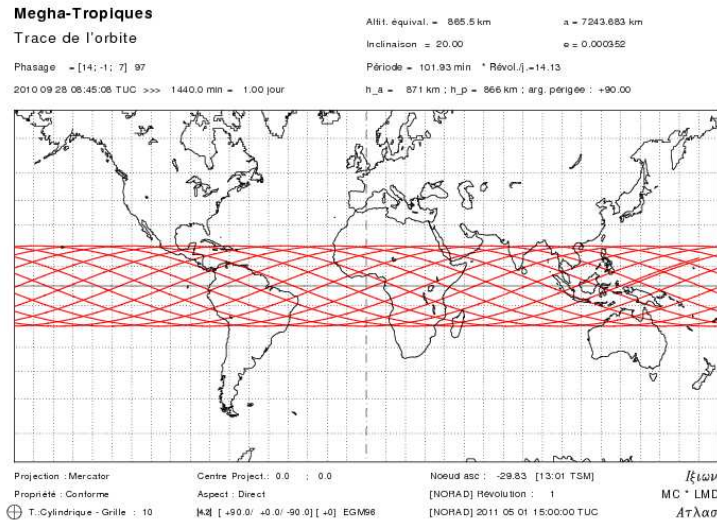 Megha-Tropiques
Trace de l'orbite
Altit. équival. = 865.5 km a = 7243.683 km
Inclinaison = 20.00 e = 0.000352
Phasage = [14; -1; 7] 97 Période = 101.93 min * Révol./j.=14.13
2010 09 28 08:45:08 TUC >>> 1440.0 min = 1.00 jour h_a = 871 km ; h_p = 866 km ; arg. périgée : +90.00
Projection : Mercator Centre Project.: 0.0 ; 0.0 Noeud asc : -29.83 [13:01 TSM] Ιξιων
Propriété : Conforme Aspect : Direct [NORAD] Révolution : 1 MC * LMD
T.:Cylindrique - Grille : 10 [4.2] [ +90.0/ +0.0/ -90.0] [ +0] EGM96 [NORAD] 2011 05 01 15:00:00 TUC Ατλας